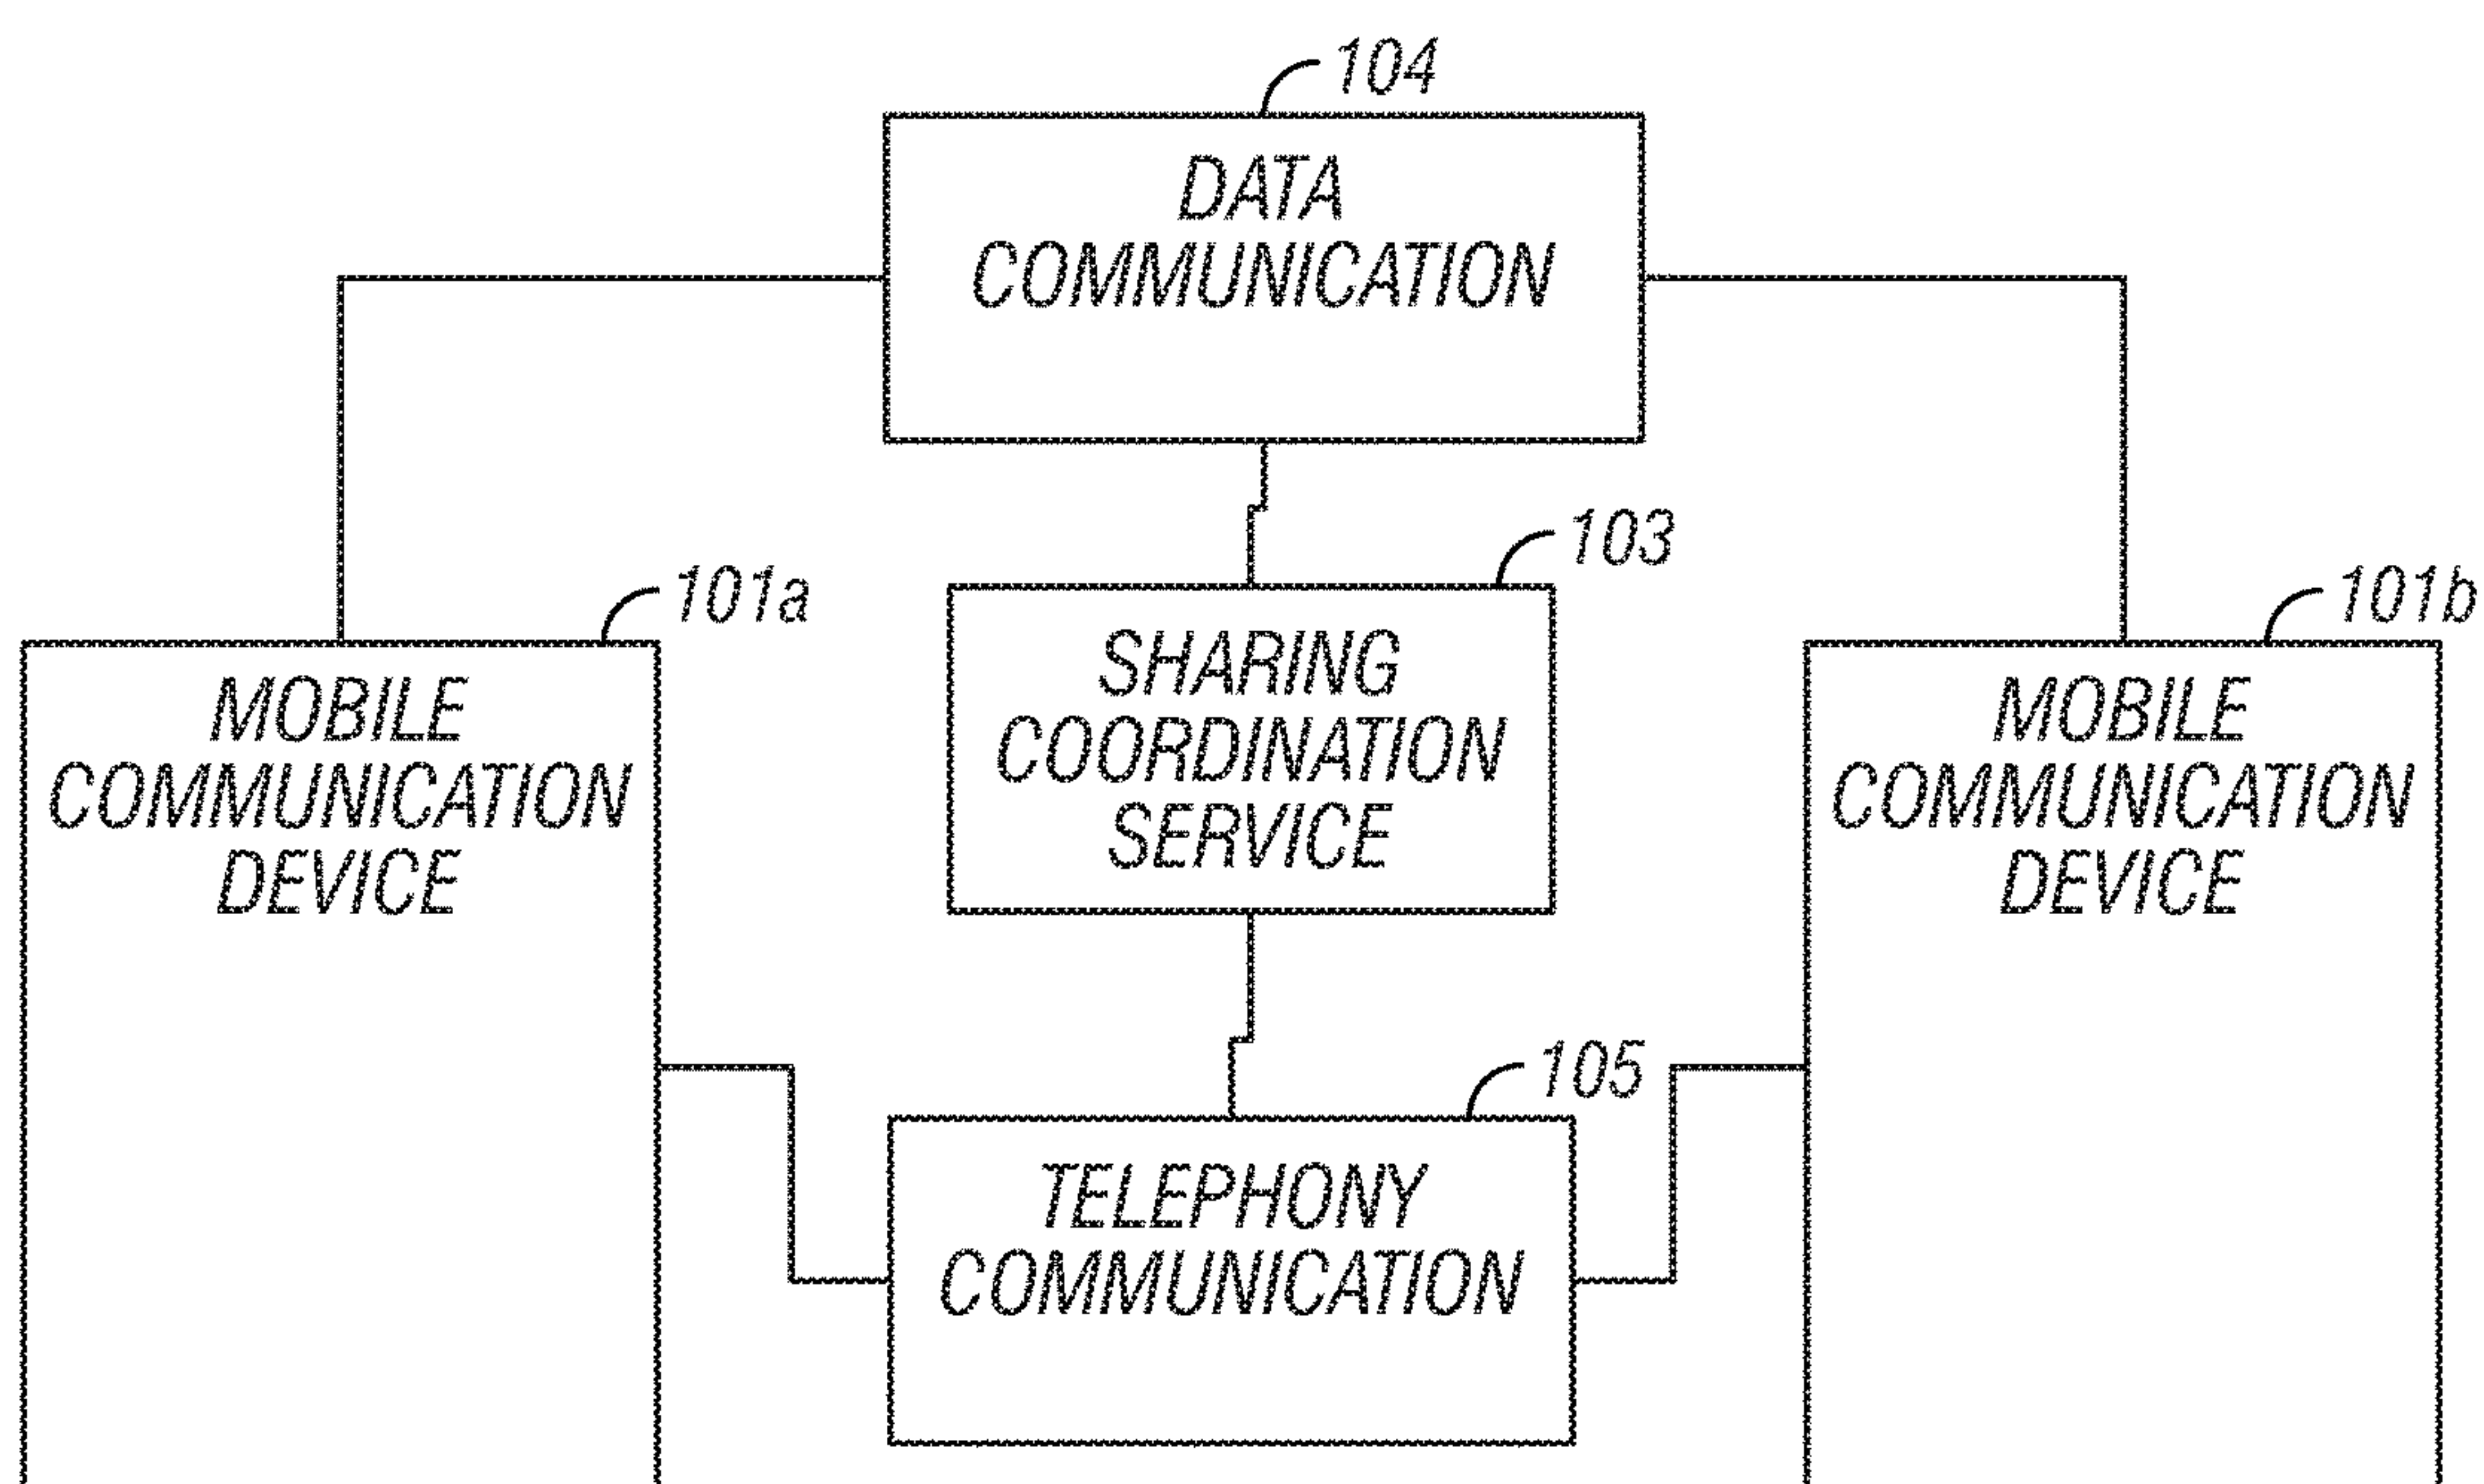 104
DATA
COMMUNICATION
103
SHARING
COORDINATION
SERVICE
101a
MOBILE
COMMUNICATION
DEVICE
101b
MOBILE
COMMUNICATION
DEVICE
105
TELEPHONY
COMMUNICATION